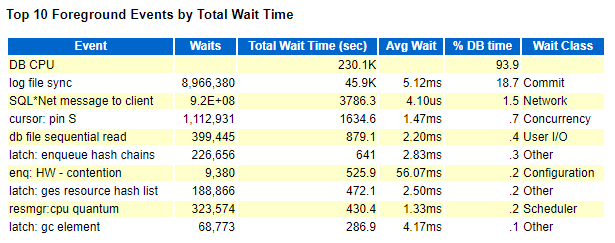 Top 10 Foreground Events by Total Wait Time
Event Waits Total Wait Time (sec) Avg Wait % DB time Wait Class
DB CPU 230.1K 93.9
log file sync 8,966,380 45.9K 5.12ms 18.7 Commit
SQL*Net message to client 9.2E+08 3786.3 4.10us 1.5 Network
cursor: pin S 1,112,931 1634.6 1.47ms .7 Concurrency
db file sequential read 399,445 879.1 2.20ms .4 User I/O
latch: enqueue hash chains 226,656 641 2.83ms .3 Other
enq: HW - contention 9,380 525.9 56.07ms .2 Configuration
latch: ges resource hash list 188,866 472.1 2.50ms .2 Other
resmgr:cpu quantum 323,574 430.4 1.33ms .2 Scheduler
latch: gc element 68,773 286.9 4.17ms .1 Other